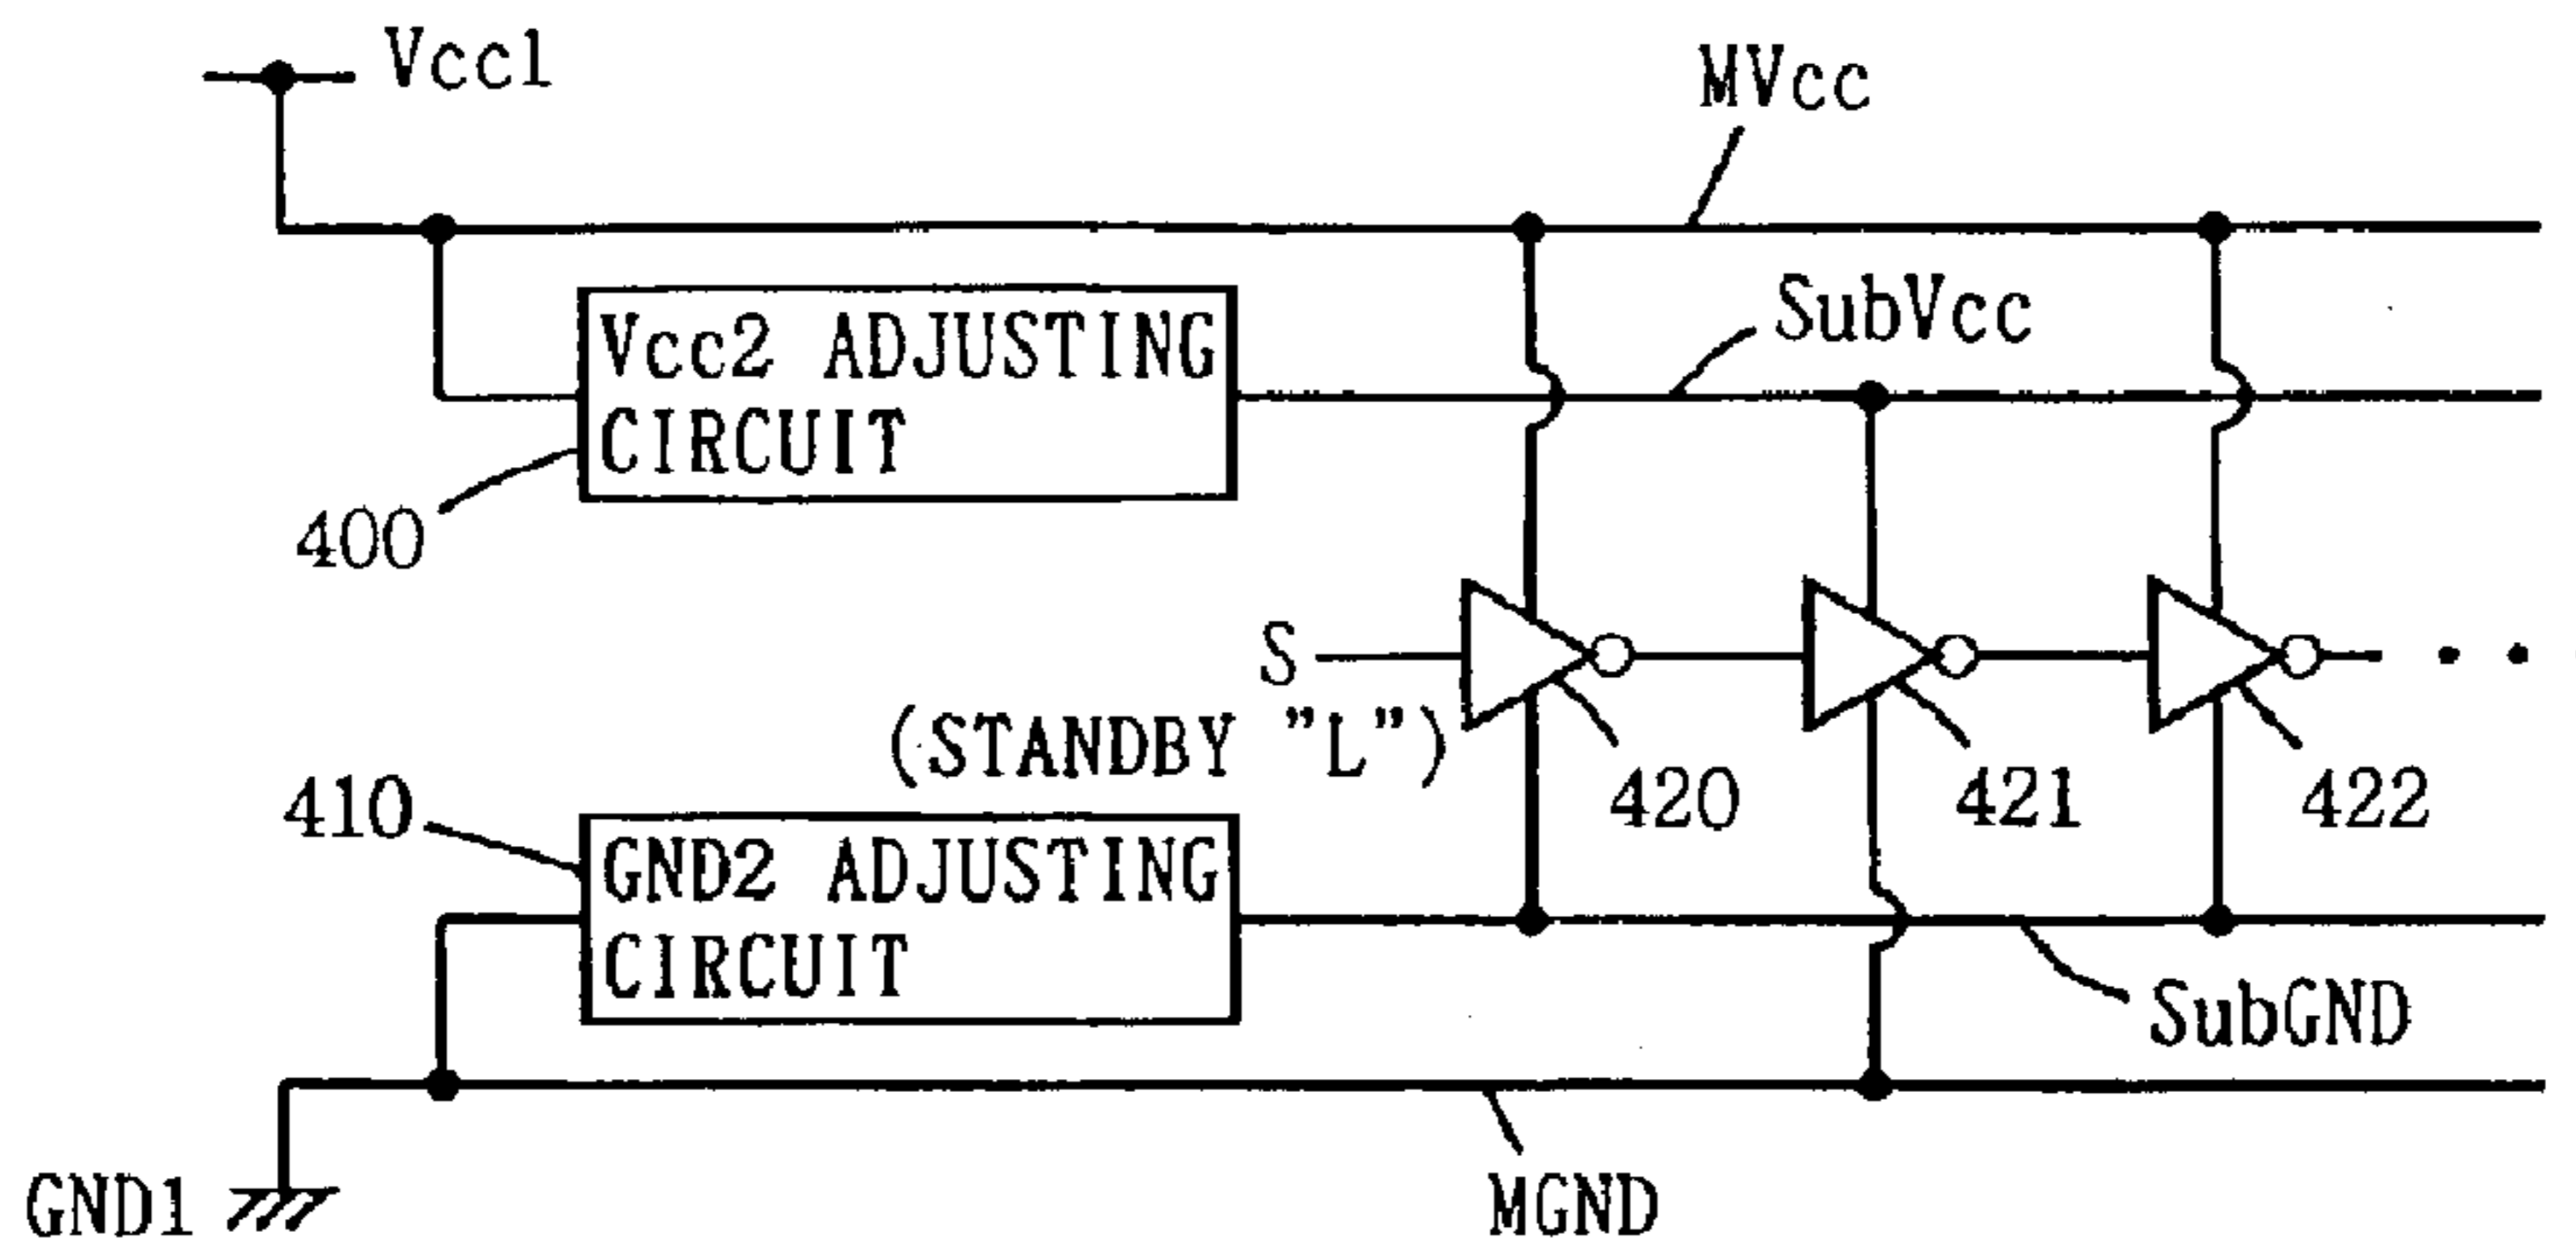 Vcc1
MVcc
SubVcc
Vcc2 ADJUSTING
CIRCUIT
400
S
(STANDBY "L")
420
421
422
410
GND2 ADJUSTING
CIRCUIT
SubGND
MGND
GND1